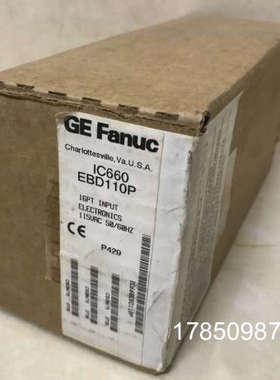 GE Fanuc
Charlottesville, Va. U.S.A.
IC660
EBD110P
16PT INPUT
ELECTRONICS
115VAC 50/60HZ
P429
CE
17850987